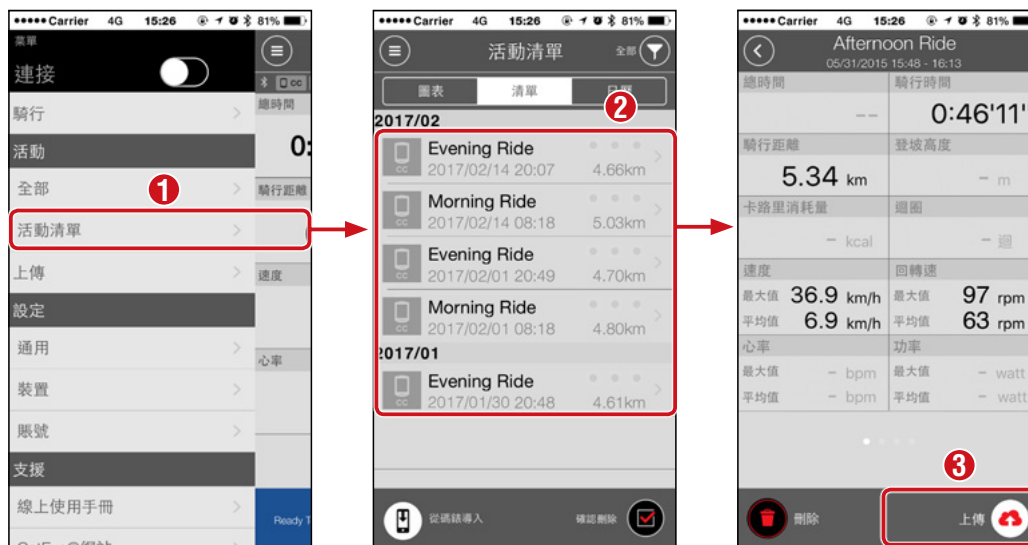 Carrier 4G 15:26 81%
菜單
連接
騎行
活動
全部
1
活動清單
上傳
設定
通用
裝置
賬號
支援
線上使用手冊
cc
總時間
0:
騎行距離
速度
心率
Ready T
Carrier 4G 15:26 81%
活動清單 全部
圖表 清單
2
2017/02
Evening Ride
CC 2017/02/14 20:07 4.66km
Morning Ride
CC 2017/02/14 08:18 5.03km
Evening Ride
CC 2017/02/01 20:49 4.70km
Morning Ride
CC 2017/02/01 08:18 4.80km
2017/01
Evening Ride
CC 2017/01/30 20:48 4.61km
從碼錶導入 確認刪除
Carrier 4G 15:26 81%
Afternoon Ride
05/31/2015 15:48 - 16:13
總時間 騎行時間
-- 0:46'11"
騎行距離 登坡高度
5.34 km - m
卡路里消耗量 迴圈
- kcal - 迴
速度 回轉速
最大值 36.9 km/h 最大值 97 rpm
平均值 6.9 km/h 平均值 63 rpm
心率 功率
最大值 - bpm 最大值 - watt
平均值 - bpm 平均值 - watt
3
刪除 上傳